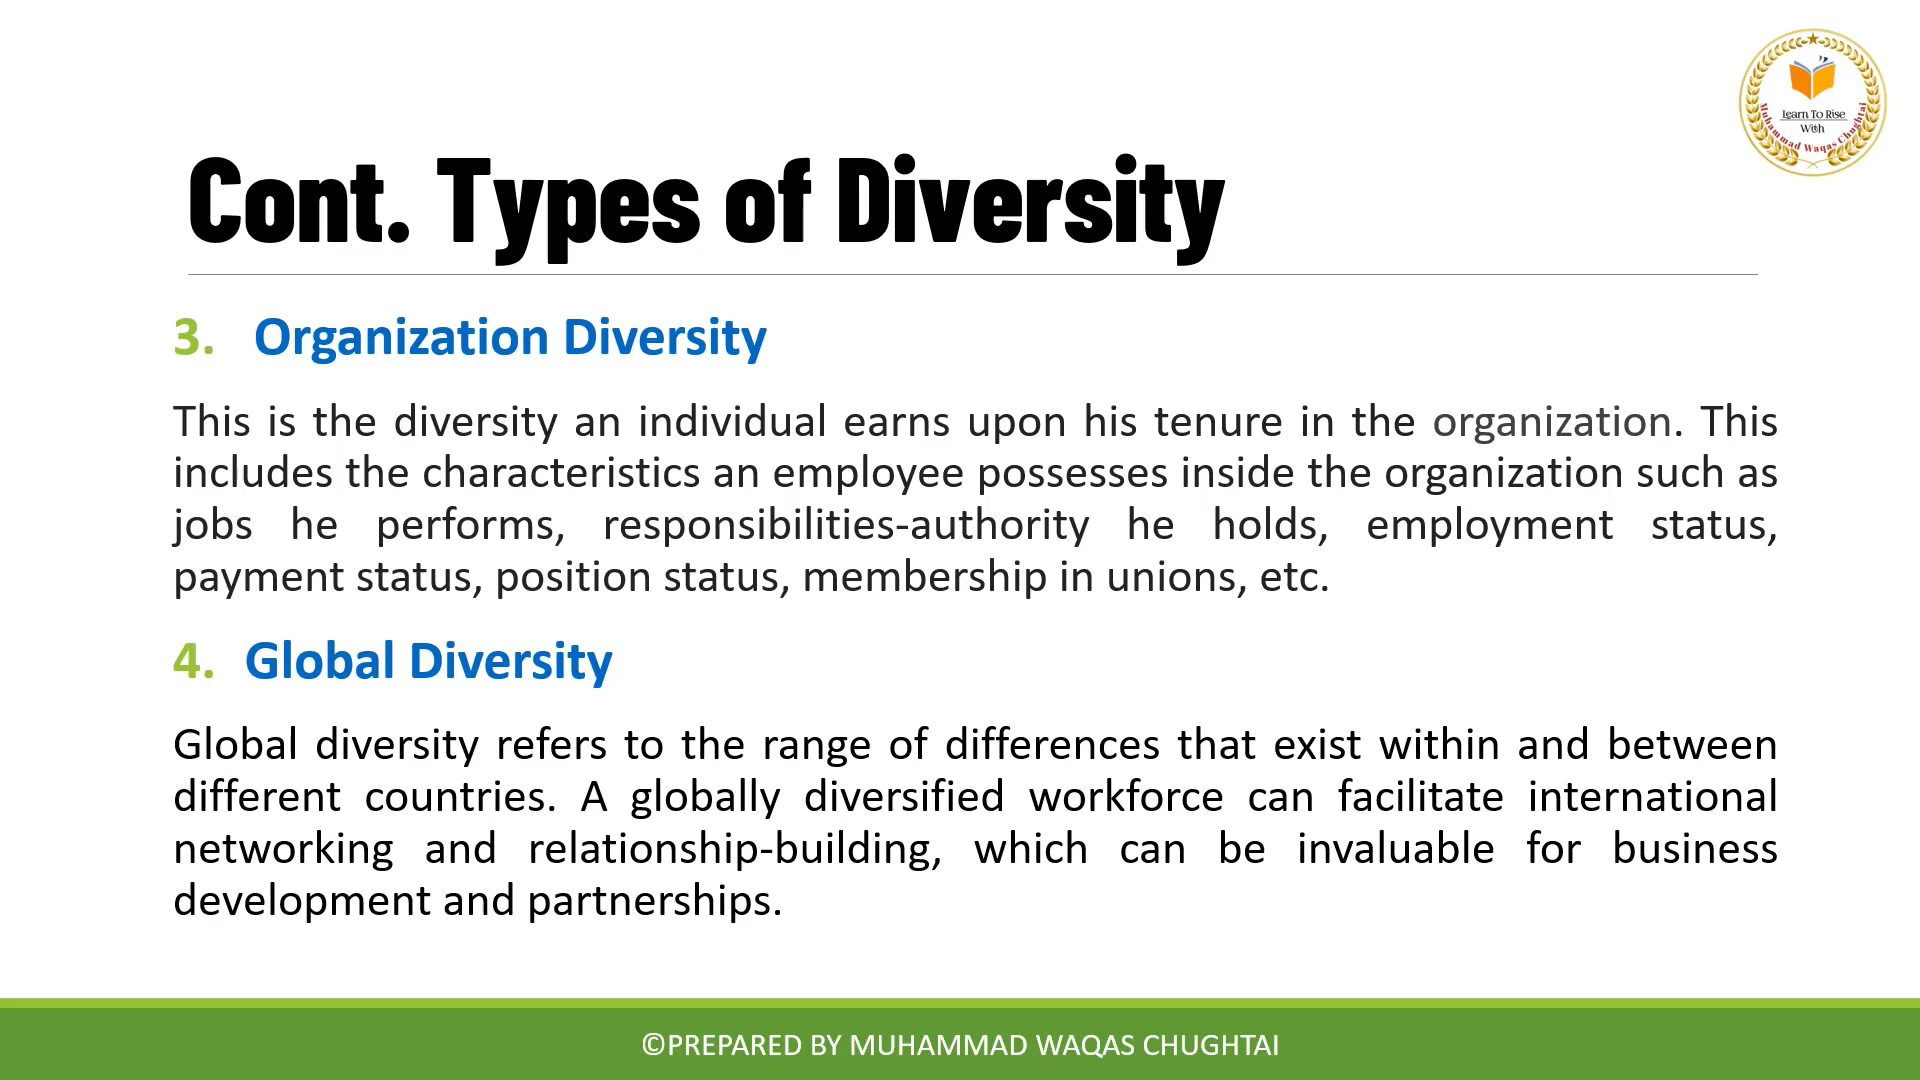 Learn To Rise
With
Muhammad Waqas Chughtai
Cont. Types of Diversity
3. Organization Diversity
This is the diversity an individual earns upon his tenure in the organization. This
includes the characteristics an employee possesses inside the organization such as
jobs he performs, responsibilities-authority he holds, employment status,
payment status, position status, membership in unions, etc.
4. Global Diversity
Global diversity refers to the range of differences that exist within and between
different countries. A globally diversified workforce can facilitate international
networking and relationship-building, which can be invaluable for business
development and partnerships.
©PREPARED BY MUHAMMAD WAQAS CHUGHTAI